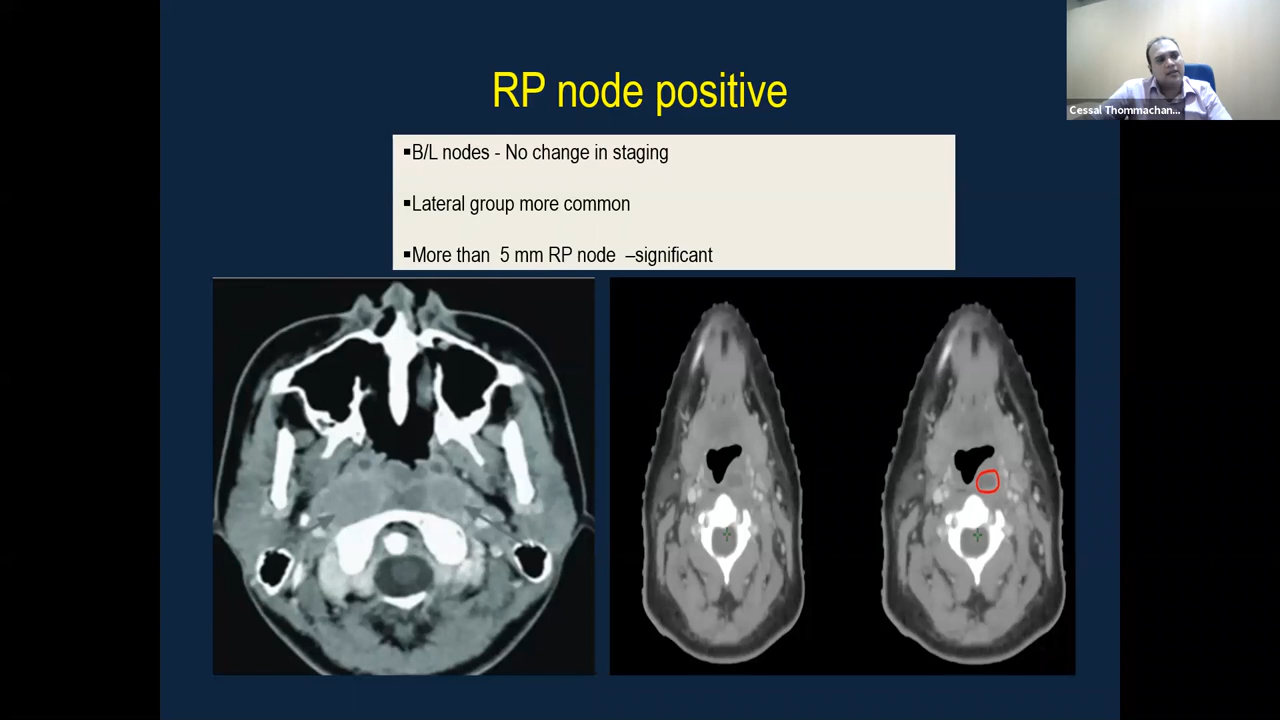 RP node positive
Cessal Thommachan...
▪B/L nodes - No change in staging
▪Lateral group more common
▪More than 5 mm RP node –significant